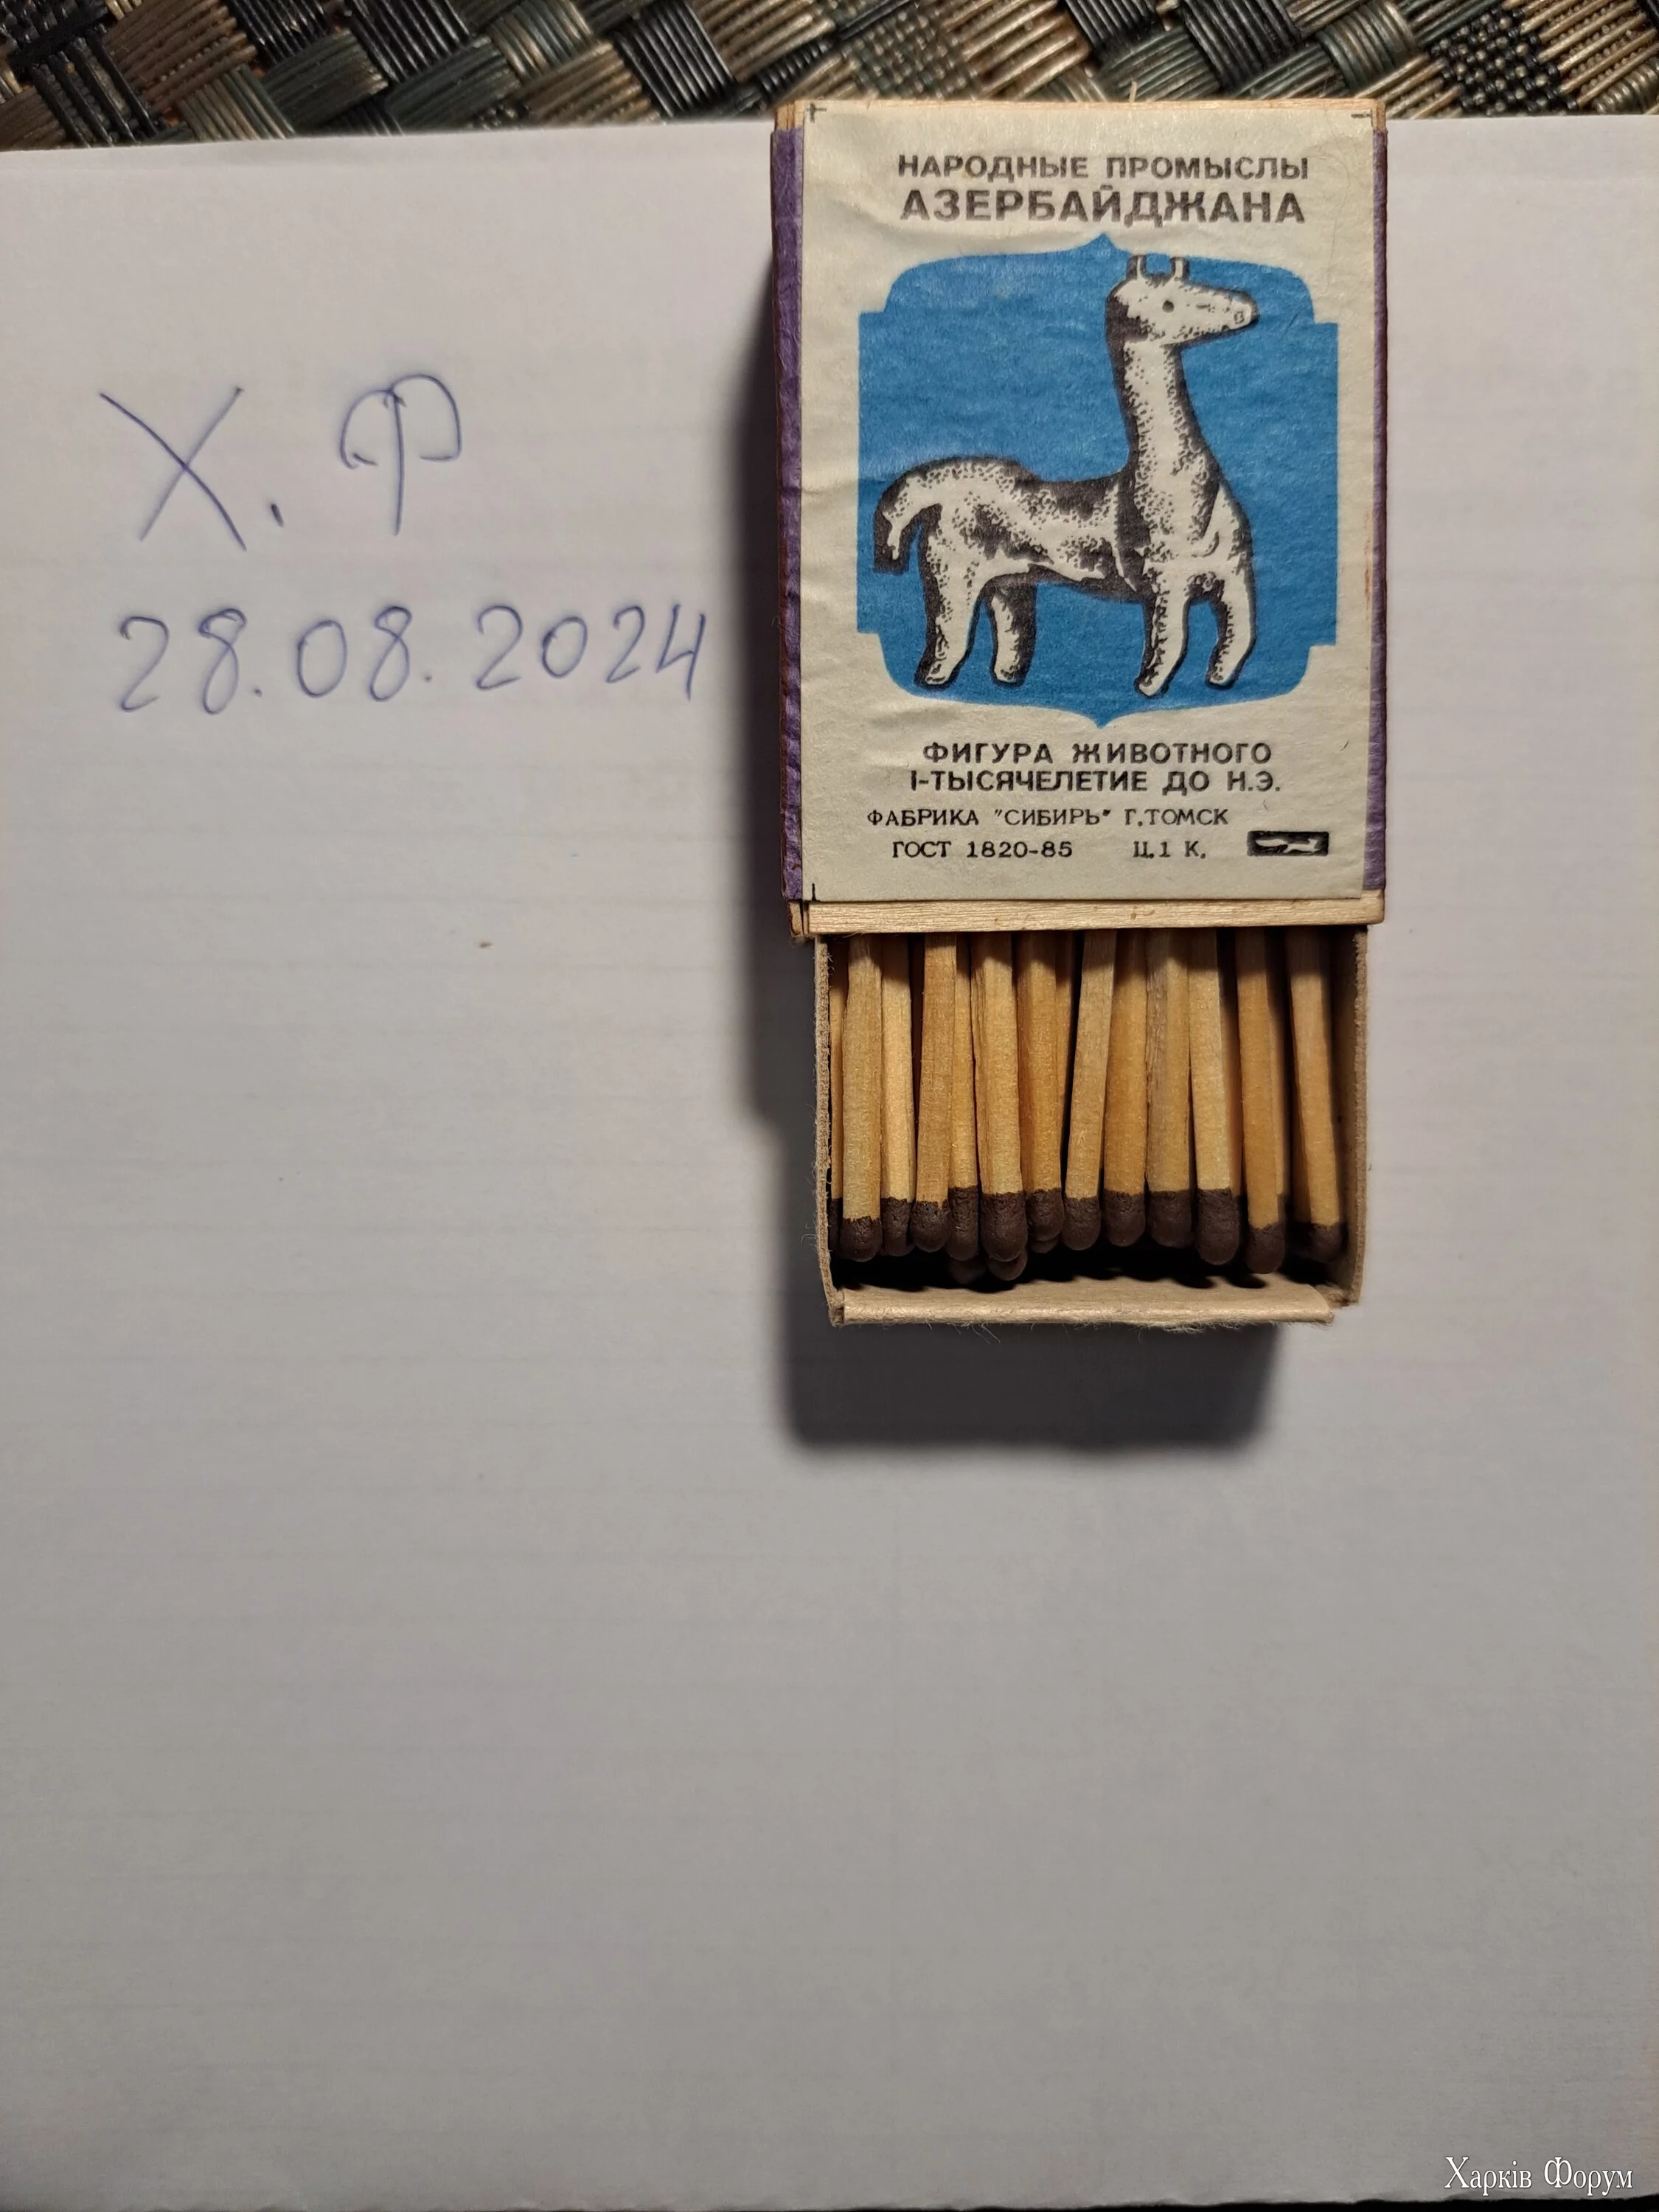 Х. Ф
28.08.2024
НАРОДНЫЕ ПРОМЫСЛЫ
АЗЕРБАЙДЖАНА
ФИГУРА ЖИВОТНОГО
I-ТЫСЯЧЕЛЕТИЕ ДО Н.Э.
ФАБРИКА "СИБИРЬ" Г.ТОМСК
ГОСТ 1820-85 Ц.1 К.
Харків Форум